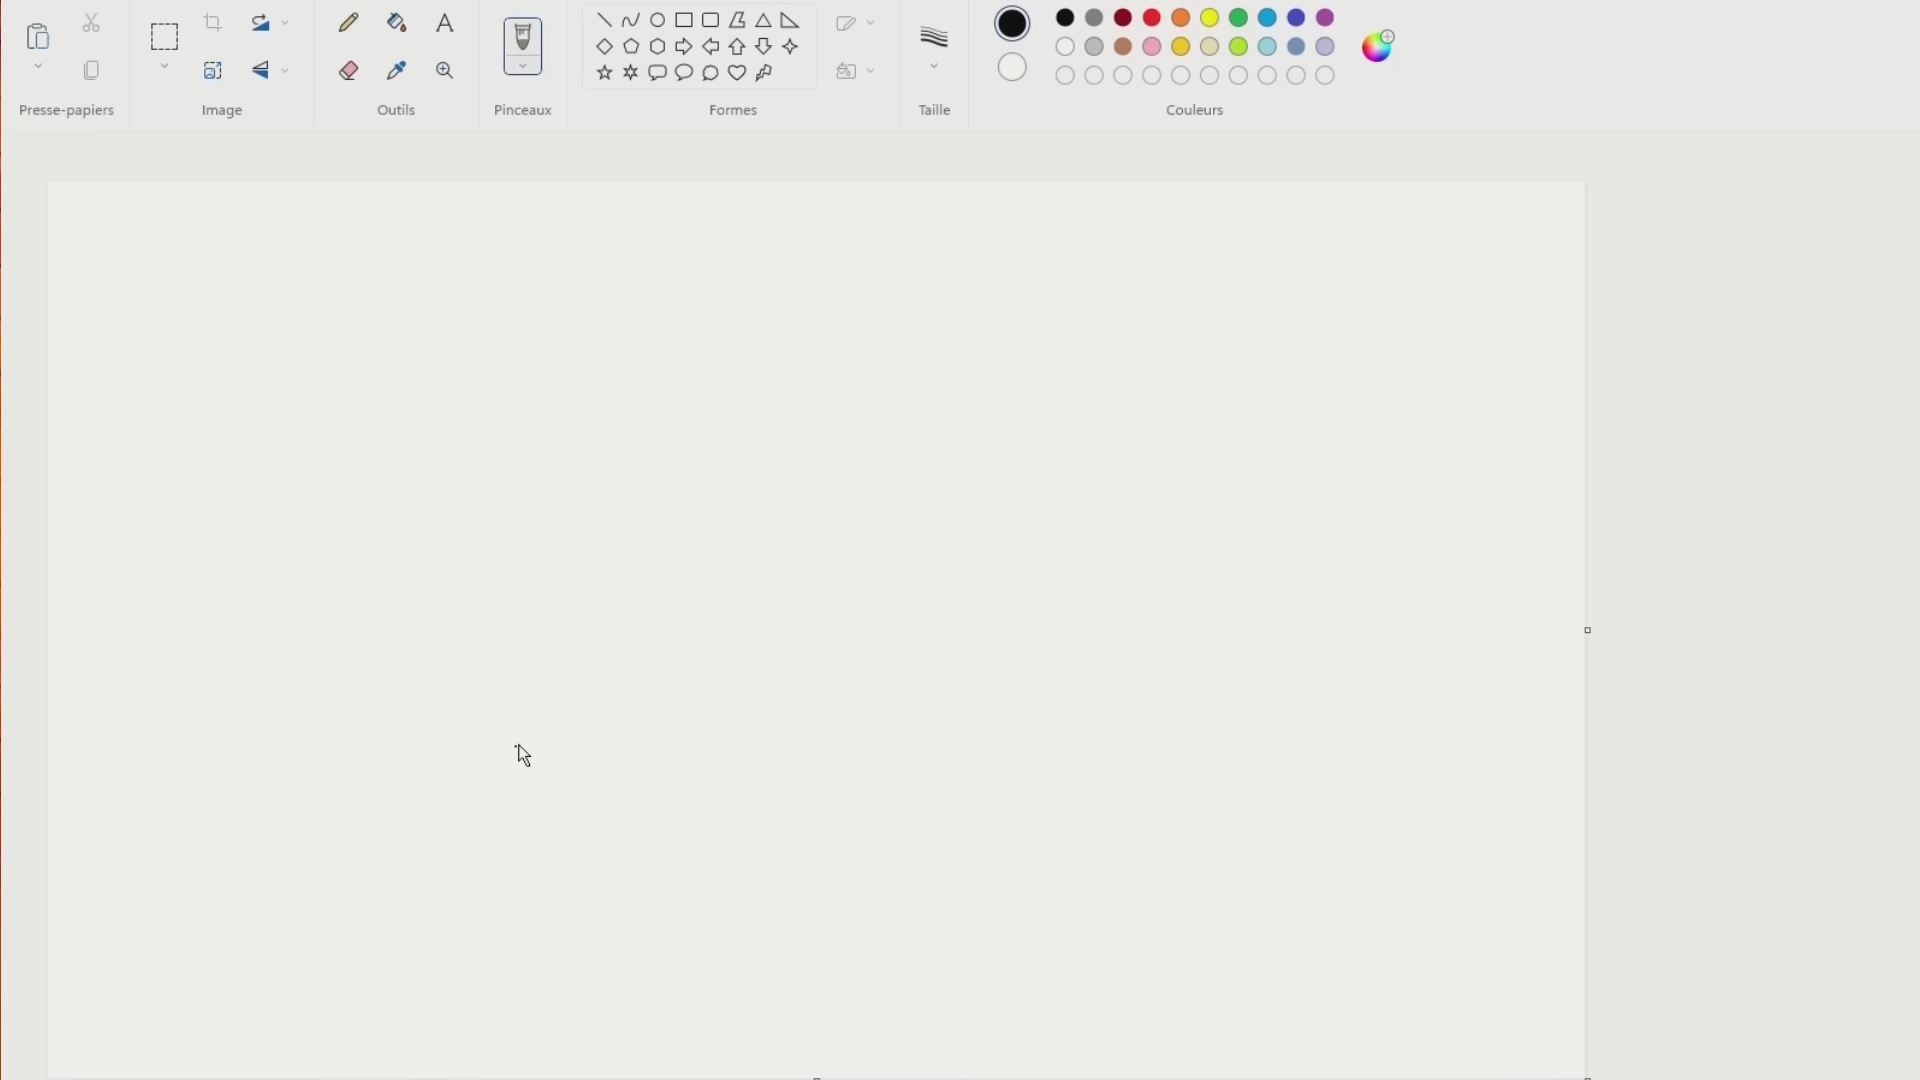 Presse-papiers
Image
Outils
Pinceaux
Formes
Taille
Couleurs